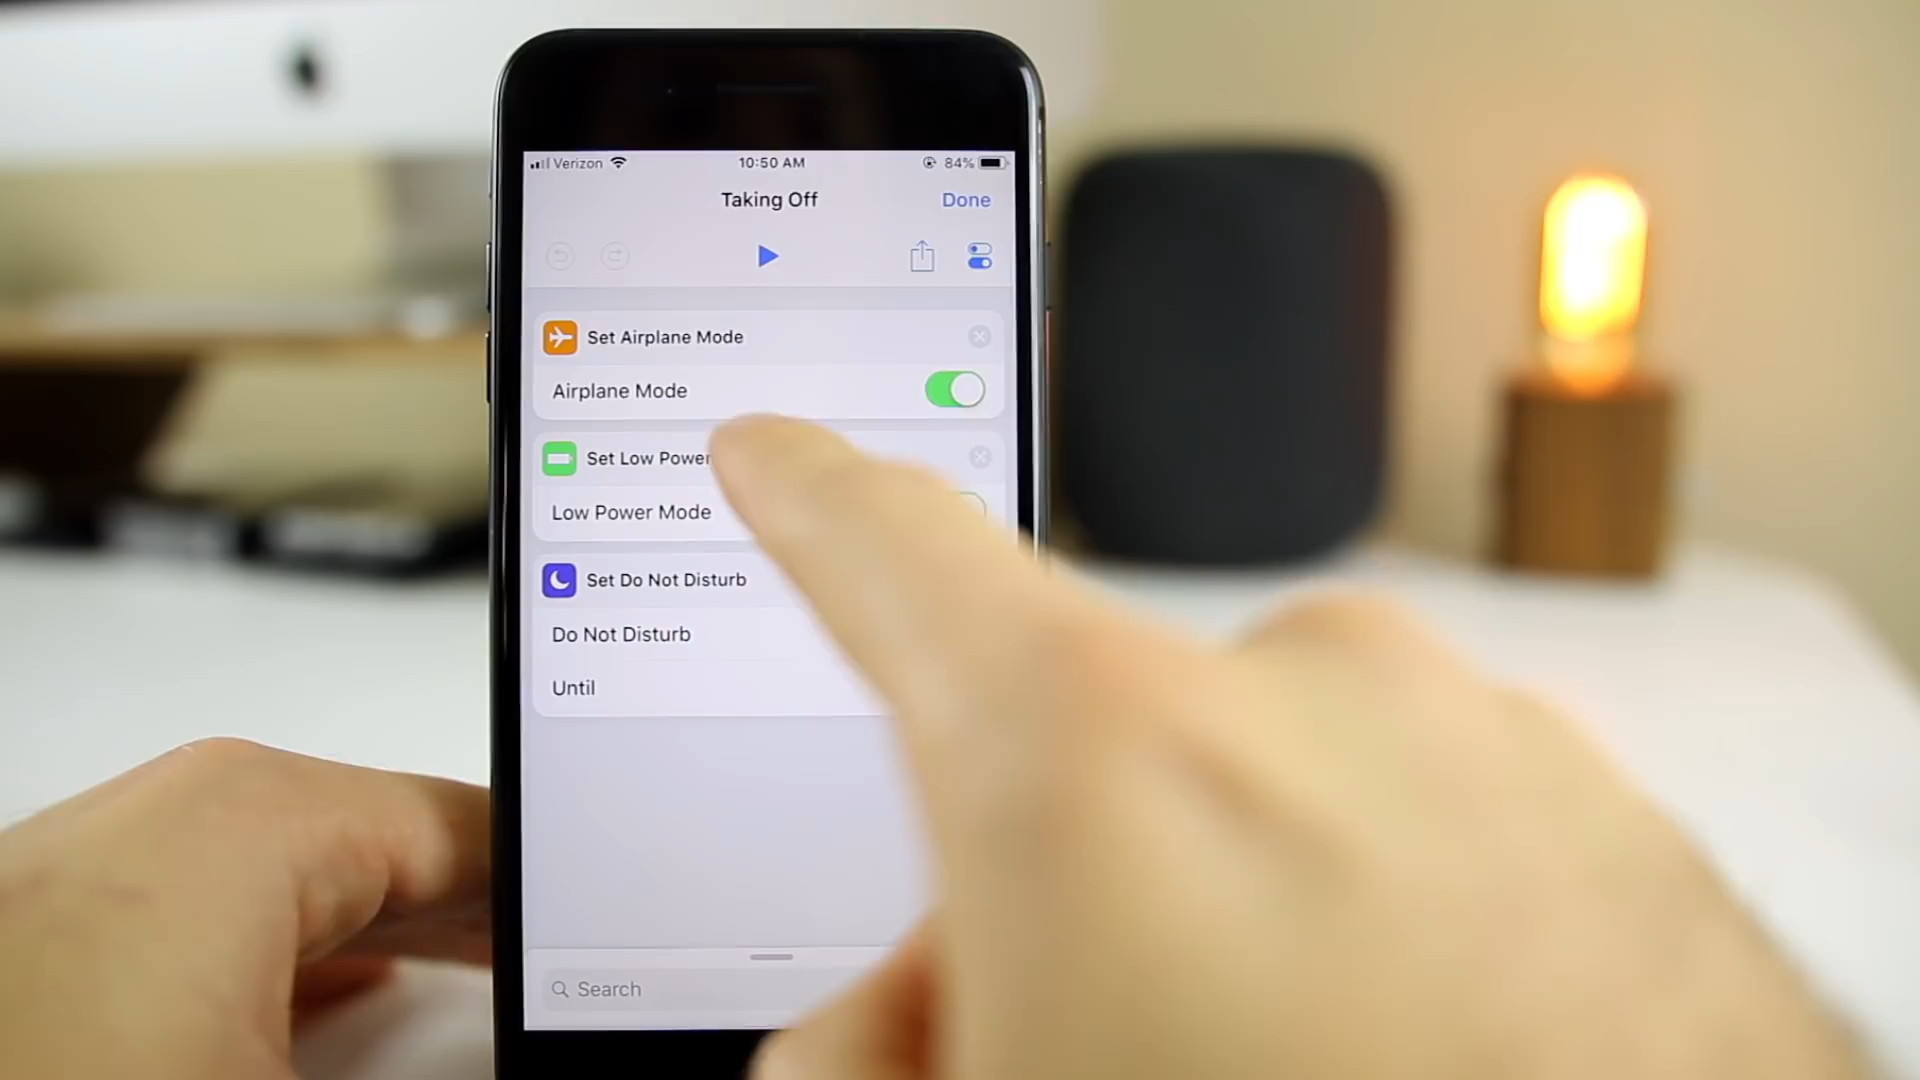 Verizon 10:50 AM 84%
Taking Off Done
Set Airplane Mode
Airplane Mode
Set Low Power
Low Power Mode
Set Do Not Disturb
Do Not Disturb
Until
Search